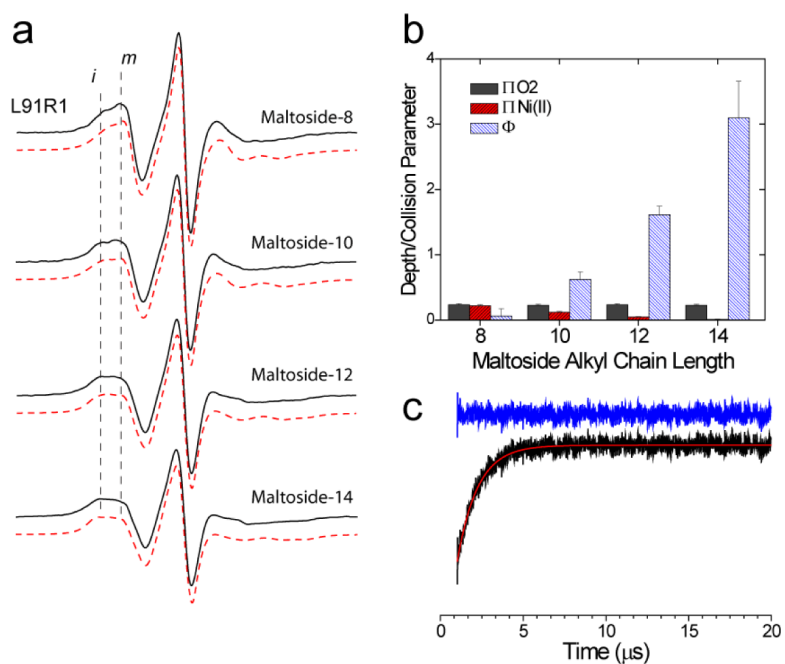 a
i
m
L91R1
Maltoside-8
Maltoside-10
Maltoside-12
Maltoside-14
b
4
3
2
1
0
Depth/Collision Parameter
ΠO2
ΠNi(II)
Φ
8 10 12 14
Maltoside Alkyl Chain Length
c
0 5 10 15 20
Time (μs)